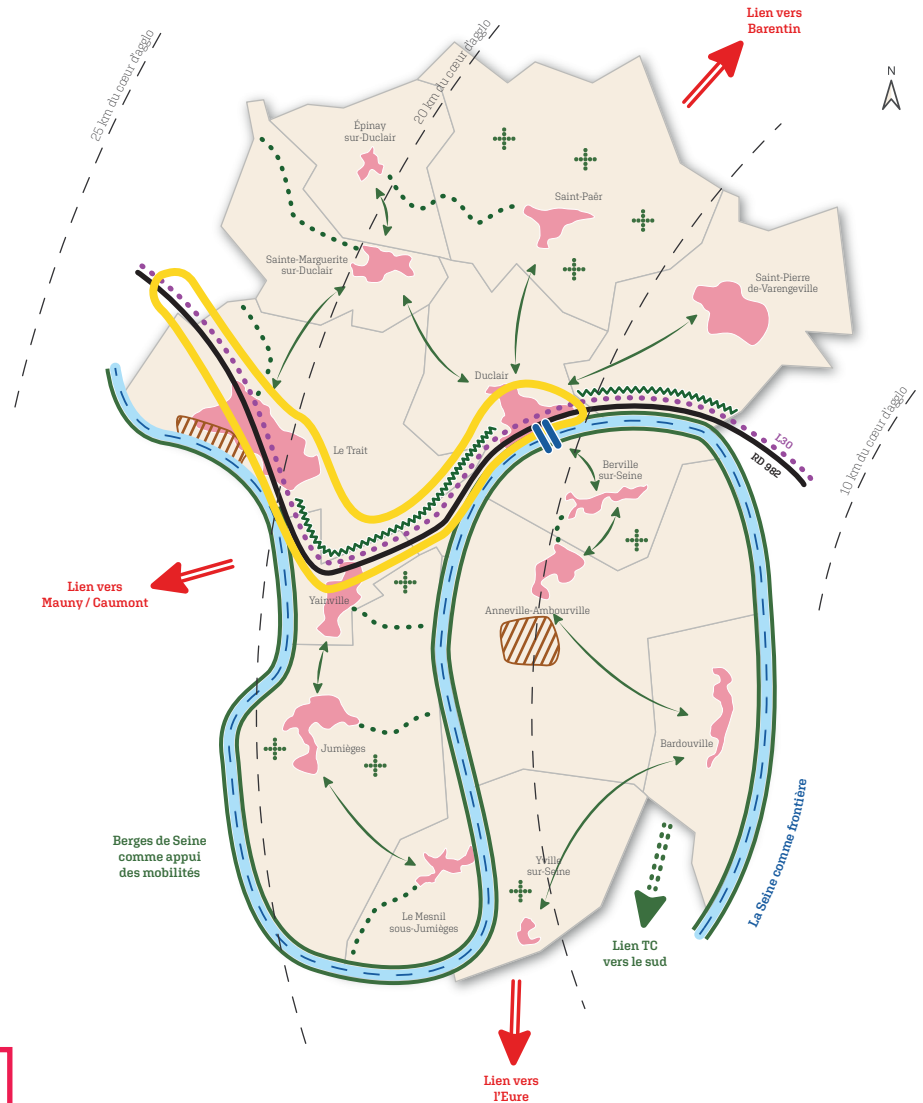 Lien vers
Barentin
25 km du cœur d'agglo
20 km du cœur d'agglo
N
Épinay
sur-Duclair
Saint-Paër
Sainte-Marguerite
sur-Duclair
Saint-Pierre
de-Varengeville
Duclair
L30
RD 982
10 km du cœur d'agglo
Le Trait
Berville
sur-Seine
Lien vers
Mauny / Caumont
Yainville
Anneville-Ambourville
Jumièges
Bardouville
Berges de Seine
comme appui
des mobilités
La Seine comme frontière
Yville
sur-Seine
Le Mesnil
sous-Jumièges
Lien TC
vers le sud
Lien vers
l'Eure